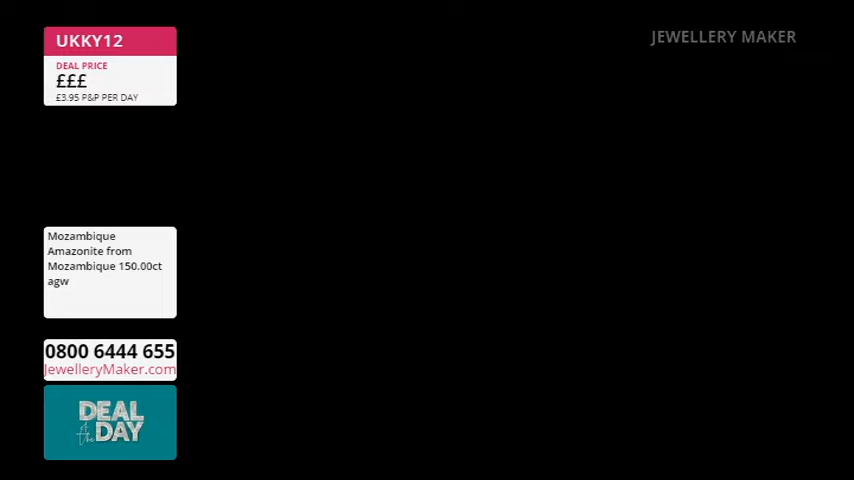 UKKY12
JEWELLERY MAKER
DEAL PRICE
£££
£3.95 P&P PER DAY
Mozambique
Amazonite from
Mozambique 150.00ct
agw
0800 6444 655
JewelleryMaker.com
DEAL
of the DAY